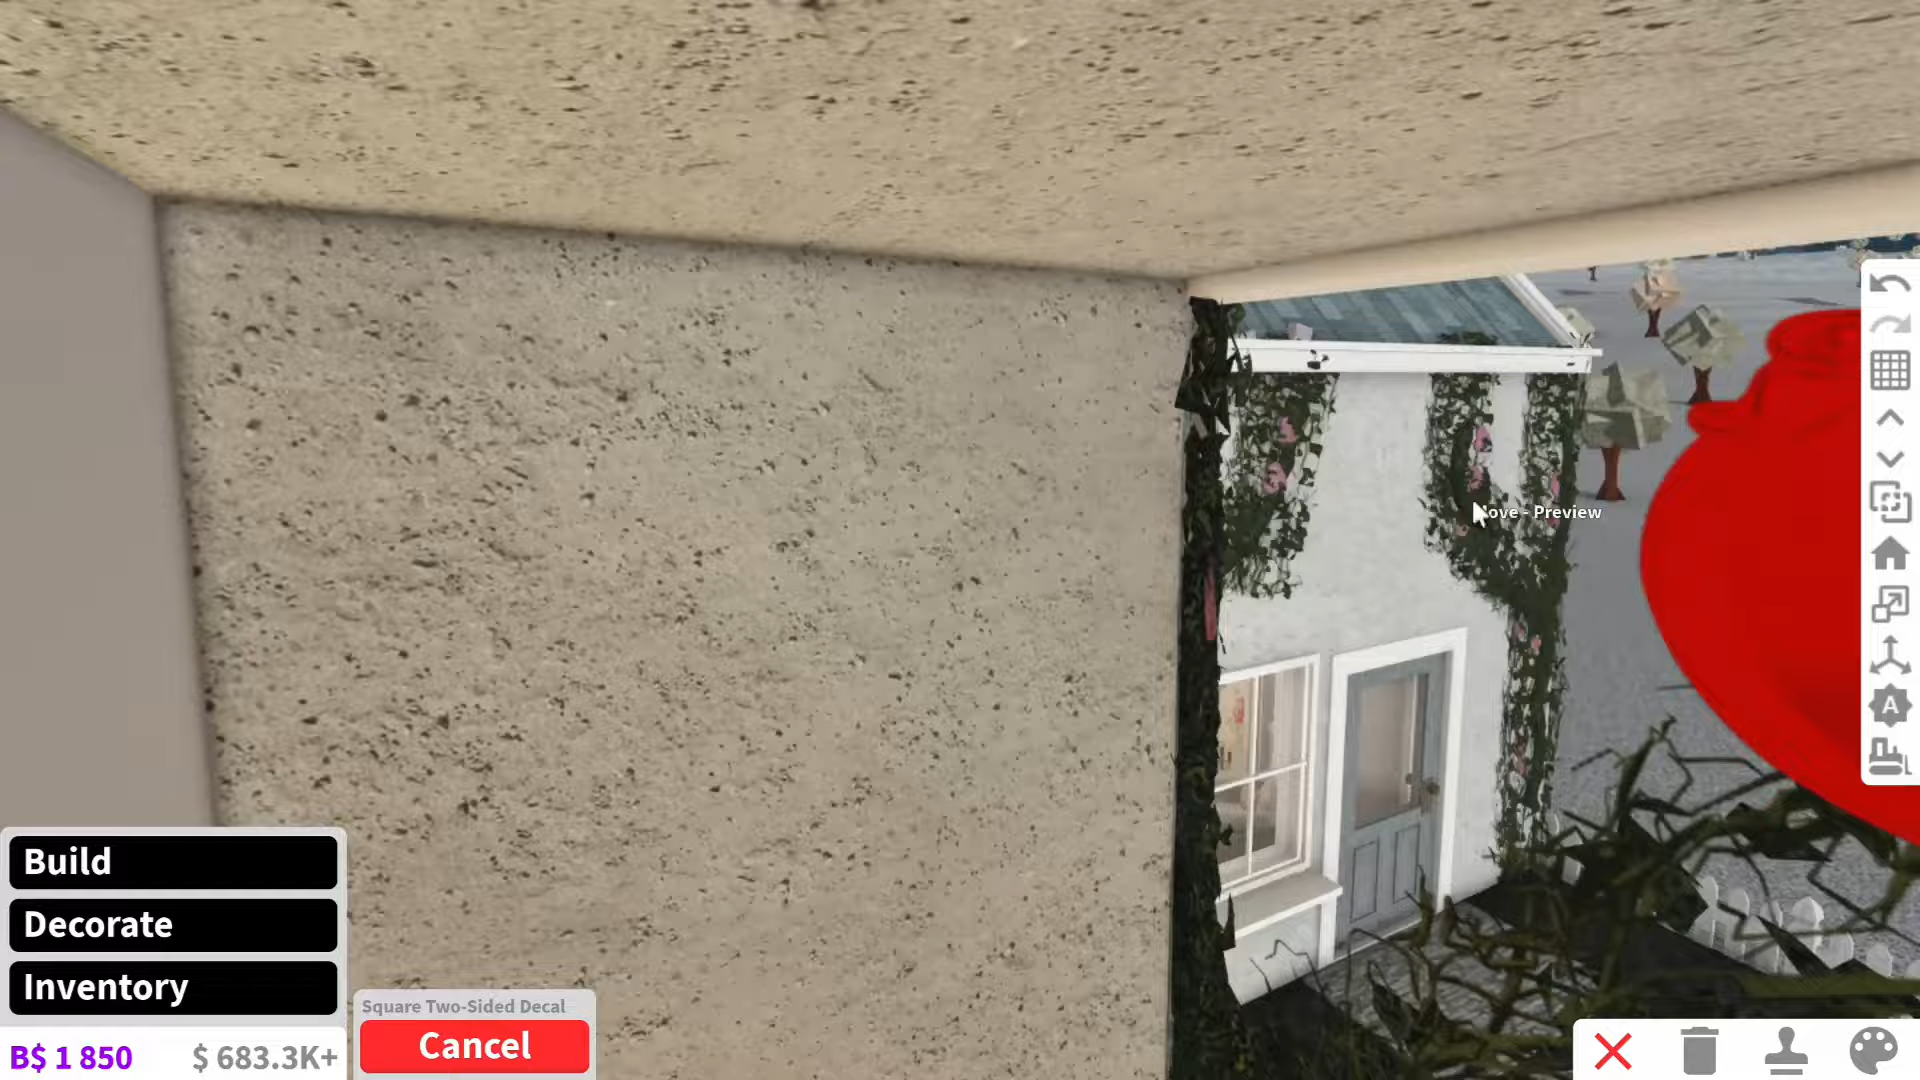 Move - Preview
A
Build
Decorate
Inventory
B$ 1 850
$ 683.3K+
Square Two-Sided Decal
Cancel